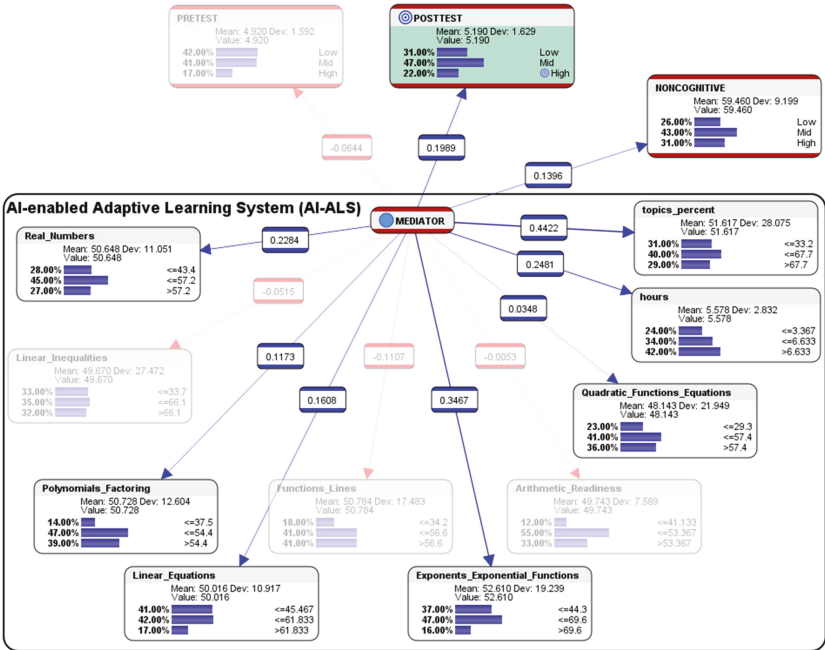 PRETEST
Mean: 4.920 Dev: 1.592
Value: 4.920
42.00% Low
41.00% Mid
17.00% High
POSTTEST
Mean: 5.190 Dev: 1.629
Value: 5.190
31.00% Low
47.00% Mid
22.00% High
NONCOGNITIVE
Mean: 59.460 Dev: 9.199
Value: 59.460
26.00% Low
43.00% Mid
31.00% High
-0.0644
0.1989
0.1396
AI-enabled Adaptive Learning System (AI-ALS)
MEDIATOR
Real_Numbers
Mean: 50.648 Dev: 11.051
Value: 50.648
28.00% <=43.4
45.00% <=57.2
27.00% >57.2
0.2284
0.4422
topics_percent
Mean: 51.617 Dev: 28.075
Value: 51.617
31.00% <=33.2
40.00% <=67.7
29.00% >67.7
0.2481
-0.0515
0.0348
hours
Mean: 5.578 Dev: 2.832
Value: 5.578
24.00% <=3.367
34.00% <=6.633
42.00% >6.633
Linear_Inequalities
Mean: 49.670 Dev: 27.472
Value: 49.670
33.00% <=33.7
35.00% <=66.1
32.00% >66.1
0.1173
-0.1107
-0.0053
0.1608
0.3467
Quadratic_Functions_Equations
Mean: 48.143 Dev: 21.949
Value: 48.143
23.00% <=29.3
41.00% <=57.4
36.00% >57.4
Polynomials_Factoring
Mean: 50.728 Dev: 12.604
Value: 50.728
14.00% <=37.5
47.00% <=54.4
39.00% >54.4
Functions_Lines
Mean: 50.784 Dev: 17.483
Value: 50.784
18.00% <=34.2
41.00% <=56.6
41.00% >56.6
Arithmetic_Readiness
Mean: 49.743 Dev: 7.589
Value: 49.743
12.00% <=41.133
55.00% <=53.367
33.00% >53.367
Linear_Equations
Mean: 50.016 Dev: 10.917
Value: 50.016
41.00% <=45.467
42.00% <=61.833
17.00% >61.833
Exponents_Exponential_Functions
Mean: 52.610 Dev: 19.239
Value: 52.610
37.00% <=44.3
47.00% <=69.6
16.00% >69.6